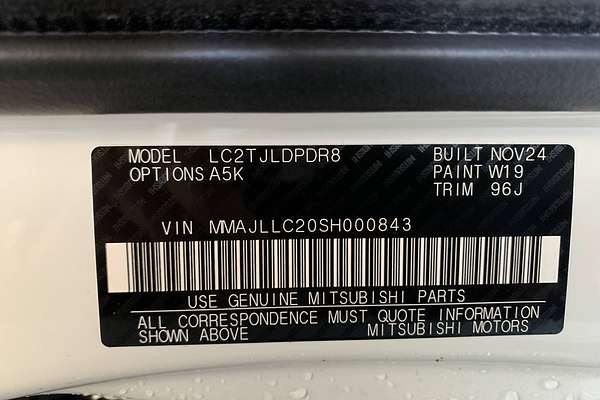 MODEL LC2TJLDPDR8 BUILT NOV24
OPTIONS A5K PAINT W19
TRIM 96J
VIN MMAJLLC20SH000843
USE GENUINE MITSUBISHI PARTS
ALL CORRESPONDENCE MUST QUOTE INFORMATION
SHOWN ABOVE MITSUBISHI MOTORS